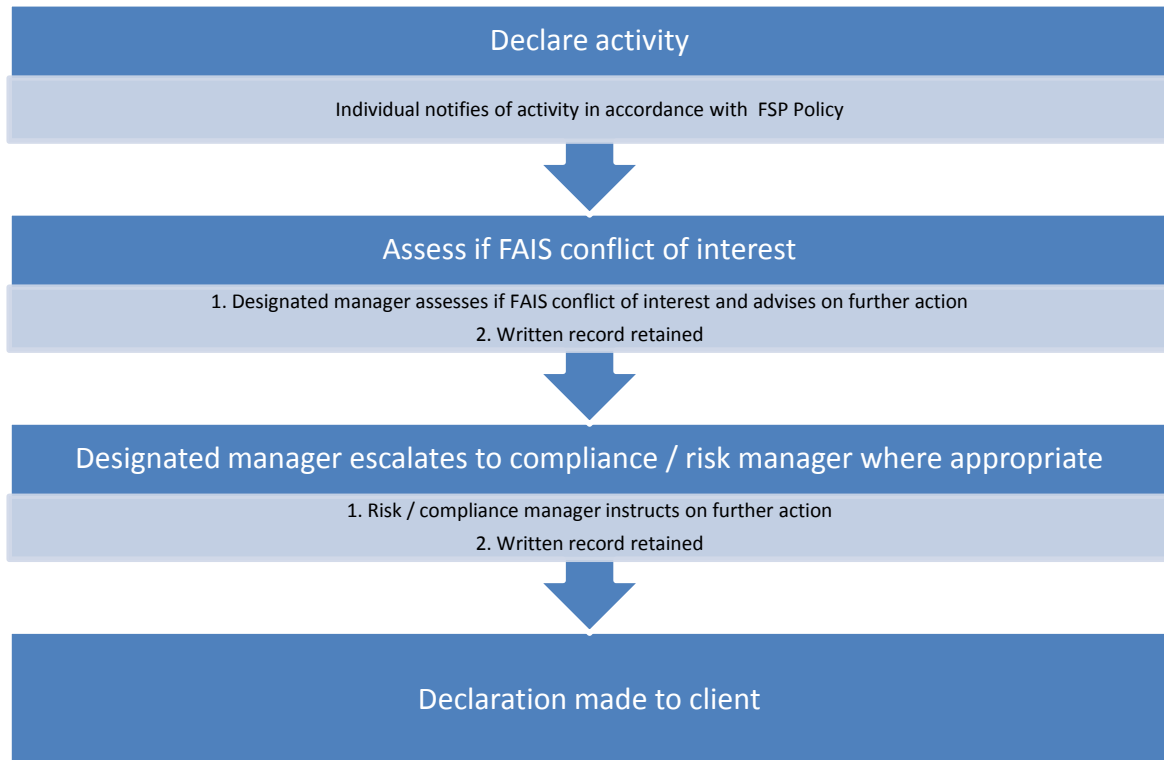 Declare activity
Individual notifies of activity in accordance with  FSP Policy
Assess if FAIS conflict of interest
1. Designated manager assesses if FAIS conflict of interest and advises on further action
2. Written record retained
Designated manager escalates to compliance / risk manager where appropriate
1. Risk / compliance manager instructs on further action
2. Written record retained
Declaration made to client